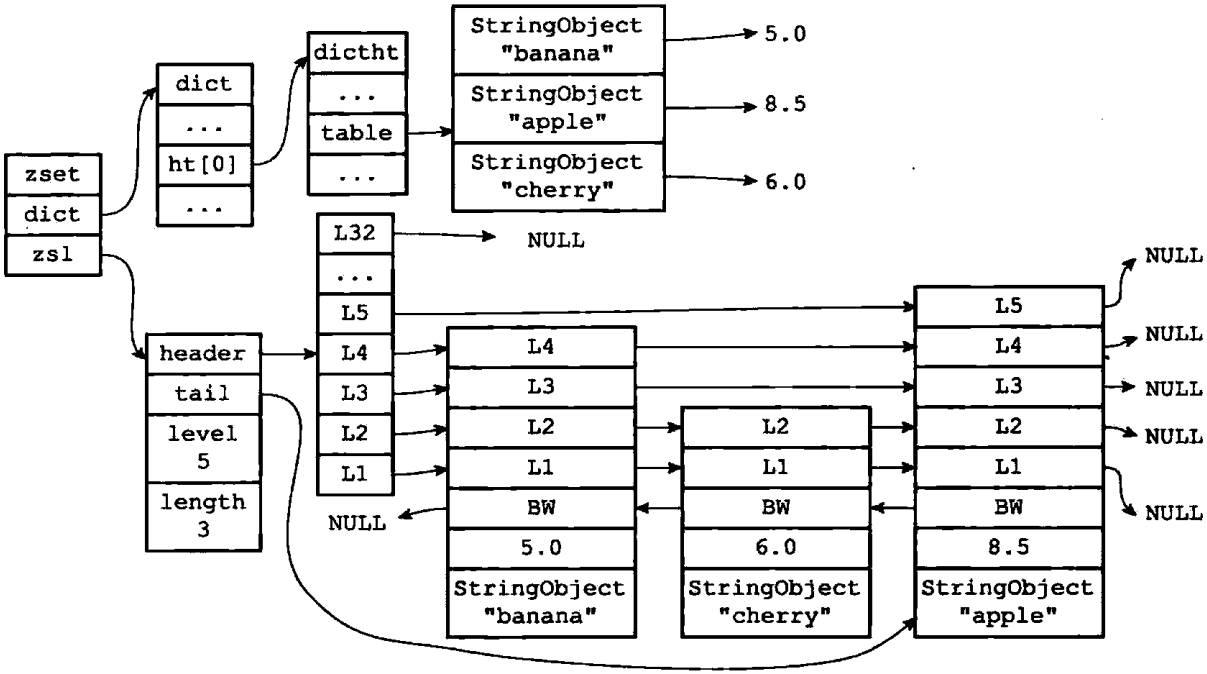 zset
dict
zsl
dict
...
ht[0]
...
dictht
...
table
...
StringObject
"banana"
StringObject
"apple"
StringObject
"cherry"
5.0
8.5
6.0
header
tail
level
5
length
3
L32
...
L5
L4
L3
L2
L1
NULL
NULL
L4
L3
L2
L1
BW
5.0
StringObject
"banana"
L2
L1
BW
6.0
StringObject
"cherry"
L5
L4
L3
L2
L1
BW
8.5
StringObject
"apple"
NULL
NULL
NULL
NULL
NULL